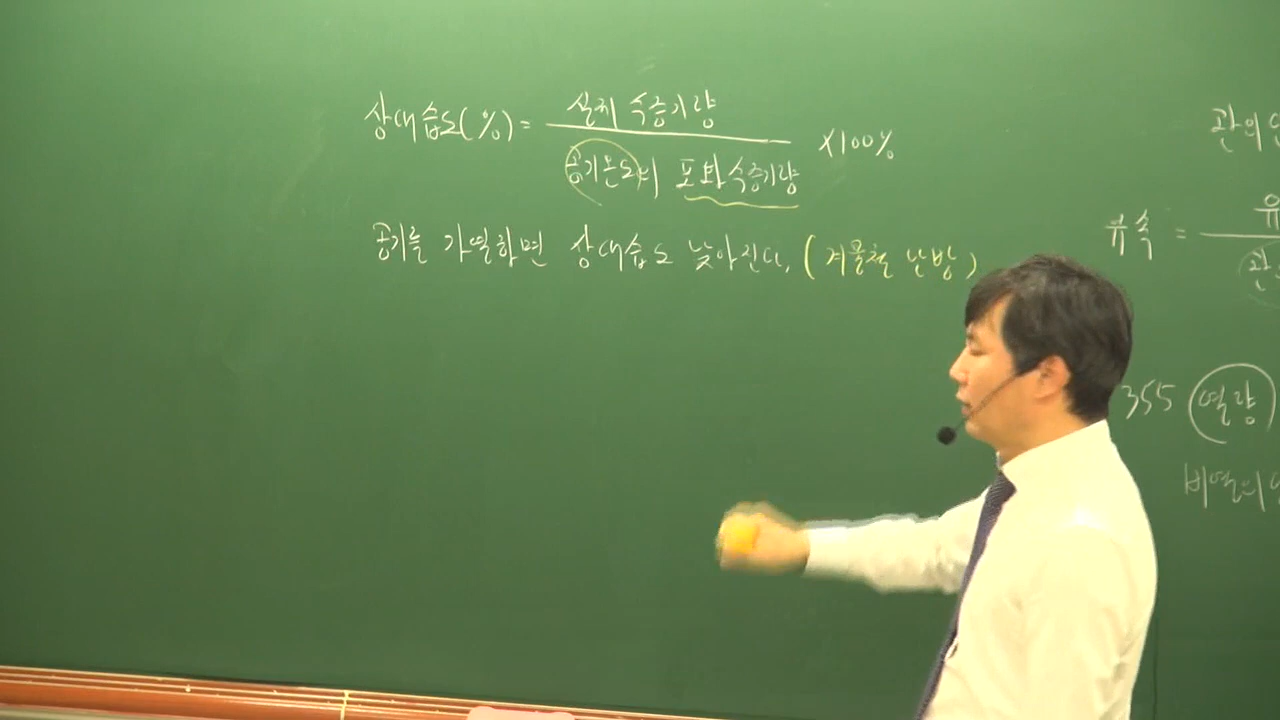 상대습도(%) = 실제 수증기량 / 공기온도의 포화수증기량 ×100%
공기를 가열하면 상대습도 낮아진다. (겨울철 난방)
관의
유속 =
유
관
355 열량
비열의